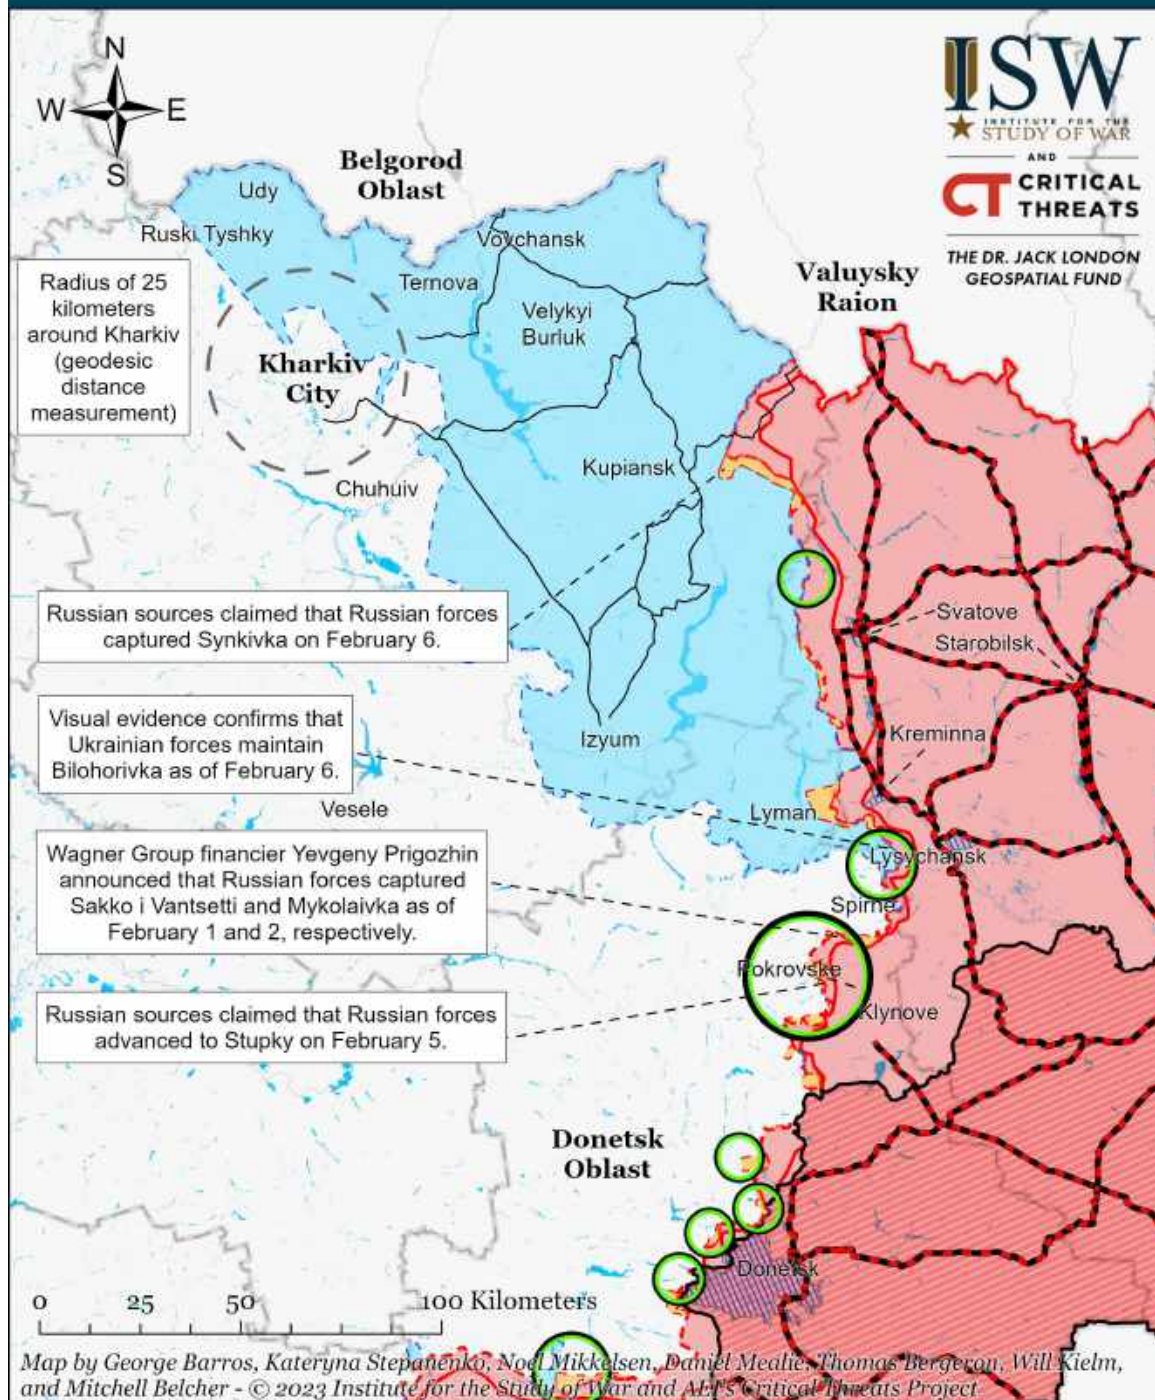 N
W E
S
ISW
INSTITUTE FOR THE
STUDY OF WAR
AND
CT CRITICAL
THREATS
THE DR. JACK LONDON
GEOSPATIAL FUND
Belgorod
Oblast
Udy
Ruski Tyshky
Vovchansk
Ternova
Valuysky
Raion
Radius of 25
kilometers
around Kharkiv
(geodesic
distance
measurement)
Velykyi
Burluk
Kharkiv
City
Kupiansk
Chuhuiv
Russian sources claimed that Russian forces
captured Synkivka on February 6.
Svatove
Starobilsk
Visual evidence confirms that
Ukrainian forces maintain
Bilohorivka as of February 6.
Izyum
Kreminna
Vesele
Lyman
Wagner Group financier Yevgeny Prigozhin
announced that Russian forces captured
Sakko i Vantsetti and Mykolaivka as of
February 1 and 2, respectively.
Lysychansk
Spirne
Pokrovske
Klynove
Russian sources claimed that Russian forces
advanced to Stupky on February 5.
Donetsk
Oblast
Donetsk
0 25 50 100 Kilometers
Map by George Barros, Kateryna Stepanenko, Noel Mikkelsen, Daniel Mealie, Thomas Bergeron, Will Kielm,
and Mitchell Belcher - © 2023 Institute for the Study of War and AEI's Critical Threats Project